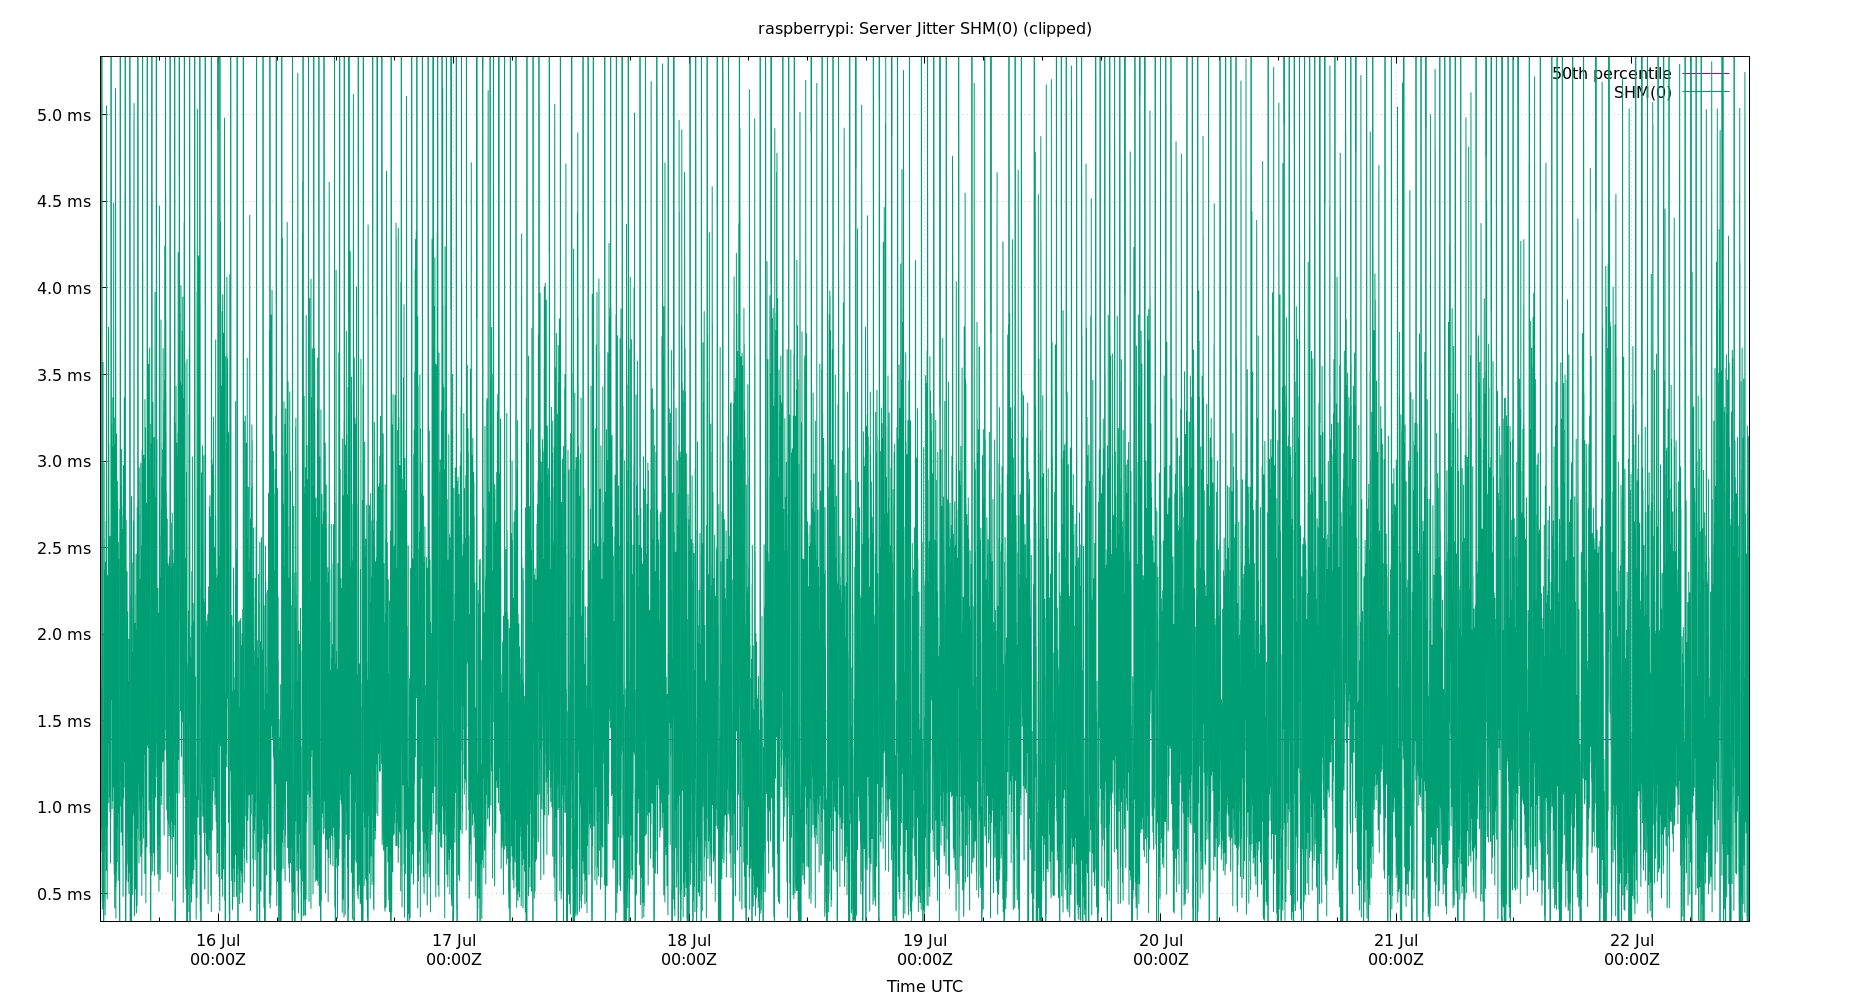 raspberrypi: Server Jitter SHM(0) (clipped)
50th percentile
SHM(0)
5.0 ms
4.5 ms
4.0 ms
3.5 ms
3.0 ms
2.5 ms
2.0 ms
1.5 ms
1.0 ms
0.5 ms
16 Jul 17 Jul 18 Jul 19 Jul 20 Jul 21 Jul 22 Jul
00:00Z 00:00Z 00:00Z 00:00Z 00:00Z 00:00Z 00:00Z
Time UTC